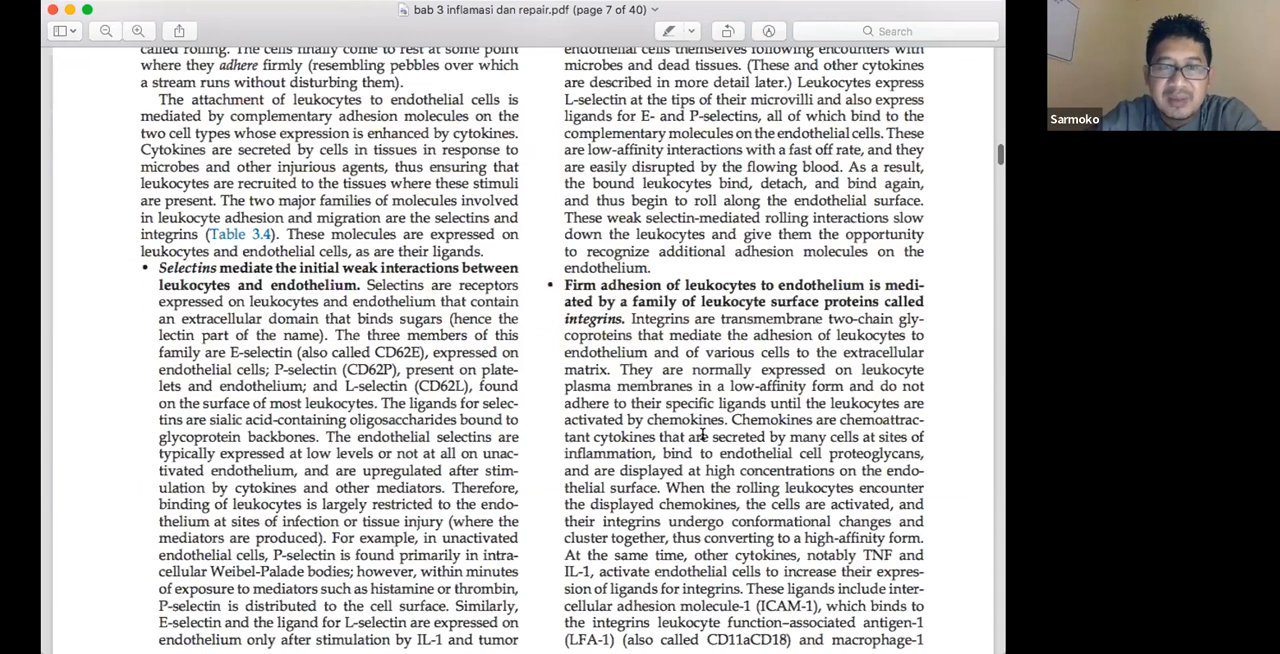 bab 3 inflamasi dan repair.pdf (page 7 of 40)
Search
Sarmoko
called rolling. The cells finally come to rest at some point
where they adhere firmly (resembling pebbles over which
a stream runs without disturbing them).
The attachment of leukocytes to endothelial cells is
mediated by complementary adhesion molecules on the
two cell types whose expression is enhanced by cytokines.
Cytokines are secreted by cells in tissues in response to
microbes and other injurious agents, thus ensuring that
leukocytes are recruited to the tissues where these stimuli
are present. The two major families of molecules involved
in leukocyte adhesion and migration are the selectins and
integrins (Table 3.4). These molecules are expressed on
leukocytes and endothelial cells, as are their ligands.
• Selectins mediate the initial weak interactions between
leukocytes and endothelium. Selectins are receptors
expressed on leukocytes and endothelium that contain
an extracellular domain that binds sugars (hence the
lectin part of the name). The three members of this
family are E-selectin (also called CD62E), expressed on
endothelial cells; P-selectin (CD62P), present on plate-
lets and endothelium; and L-selectin (CD62L), found
on the surface of most leukocytes. The ligands for selec-
tins are sialic acid-containing oligosaccharides bound to
glycoprotein backbones. The endothelial selectins are
typically expressed at low levels or not at all on unac-
tivated endothelium, and are upregulated after stim-
ulation by cytokines and other mediators. Therefore,
binding of leukocytes is largely restricted to the endo-
thelium at sites of infection or tissue injury (where the
mediators are produced). For example, in unactivated
endothelial cells, P-selectin is found primarily in intra-
cellular Weibel-Palade bodies; however, within minutes
of exposure to mediators such as histamine or thrombin,
P-selectin is distributed to the cell surface. Similarly,
E-selectin and the ligand for L-selectin are expressed on
endothelium only after stimulation by IL-1 and tumor
endothelial cells themselves following encounters with
microbes and dead tissues. (These and other cytokines
are described in more detail later.) Leukocytes express
L-selectin at the tips of their microvilli and also express
ligands for E- and P-selectins, all of which bind to the
complementary molecules on the endothelial cells. These
are low-affinity interactions with a fast off rate, and they
are easily disrupted by the flowing blood. As a result,
the bound leukocytes bind, detach, and bind again,
and thus begin to roll along the endothelial surface.
These weak selectin-mediated rolling interactions slow
down the leukocytes and give them the opportunity
to recognize additional adhesion molecules on the
endothelium.
• Firm adhesion of leukocytes to endothelium is medi-
ated by a family of leukocyte surface proteins called
integrins. Integrins are transmembrane two-chain gly-
coproteins that mediate the adhesion of leukocytes to
endothelium and of various cells to the extracellular
matrix. They are normally expressed on leukocyte
plasma membranes in a low-affinity form and do not
adhere to their specific ligands until the leukocytes are
activated by chemokines. Chemokines are chemoattrac-
tant cytokines that are secreted by many cells at sites of
inflammation, bind to endothelial cell proteoglycans,
and are displayed at high concentrations on the endo-
thelial surface. When the rolling leukocytes encounter
the displayed chemokines, the cells are activated, and
their integrins undergo conformational changes and
cluster together, thus converting to a high-affinity form.
At the same time, other cytokines, notably TNF and
IL-1, activate endothelial cells to increase their expres-
sion of ligands for integrins. These ligands include inter-
cellular adhesion molecule-1 (ICAM-1), which binds to
the integrins leukocyte function–associated antigen-1
(LFA-1) (also called CD11aCD18) and macrophage-1